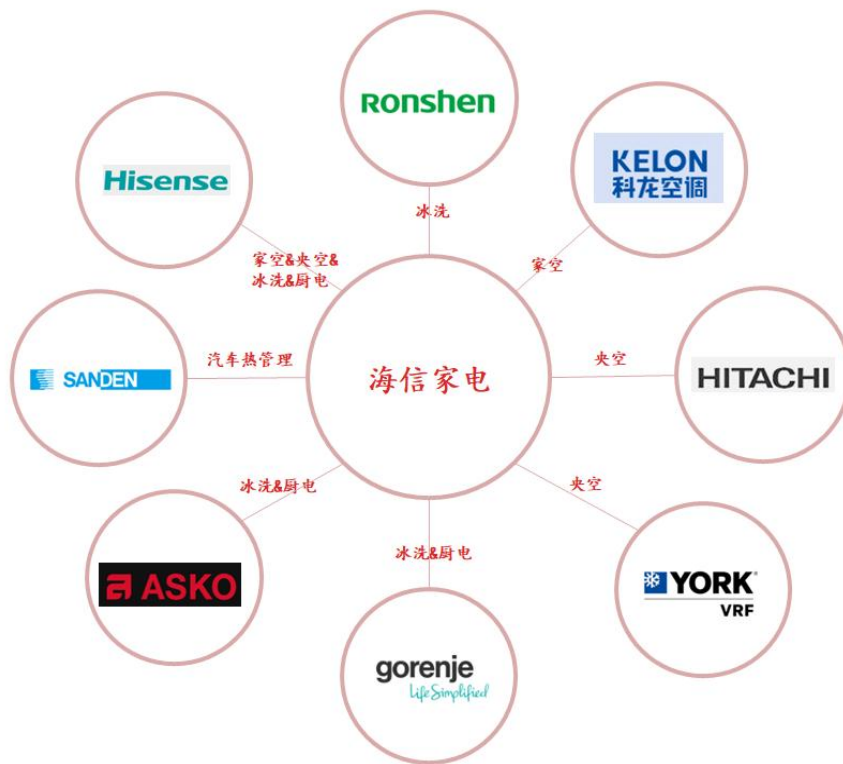 Ronshen
冰洗
Hisense
家空&央空&
冰洗&厨电
KELON
科龙空调
家空
SANDEN
汽车热管理
海信家电
央空
HITACHI
冰洗&厨电
ASKO
央空
YORK®
VRF
冰洗&厨电
gorenje
Life Simplified